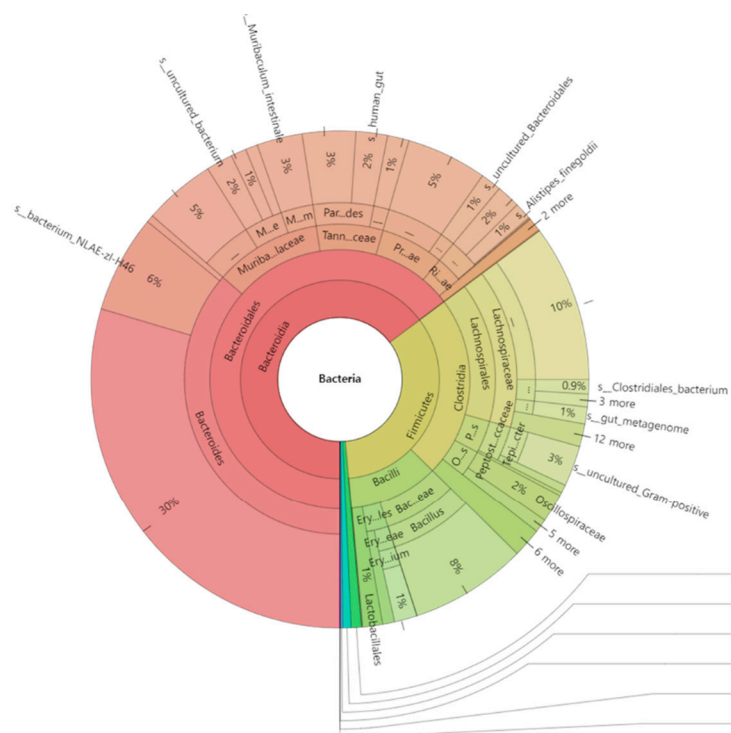 s__Muribaculum_intestinale
s__uncultured_bacterium
s__human_gut
s__uncultured_Bacteroidales
s__Alistipes_finegoldii
2 more
s__bacterium_NLAE-zl-H46
6%
5%
2%
1%
3%
3%
2%
1%
5%
1%
2%
1%
M...e
M...m
Par...des
Muriba...laceae
Tann...ceae
Pr...ae
Ri...ae
Bacteroidales
Bacteroidia
Bacteroides
30%
Bacteria
Firmicutes
Clostridia
Lachnospirales
Lachnospiraceae
10%
0.9%
s__Clostridiales_bacterium
3 more
1%
s__gut_metagenome
12 more
P...s
O...s
Peptost...ccaceae
Tepi...cter
3%
s__uncultured_Gram-positive
2%
Oscillospiraceae
5 more
6 more
Bacilli
Bac...eae
Bacillus
8%
Ery...les
Ery...eae
Ery...ium
1%
1%
Lactobacillales